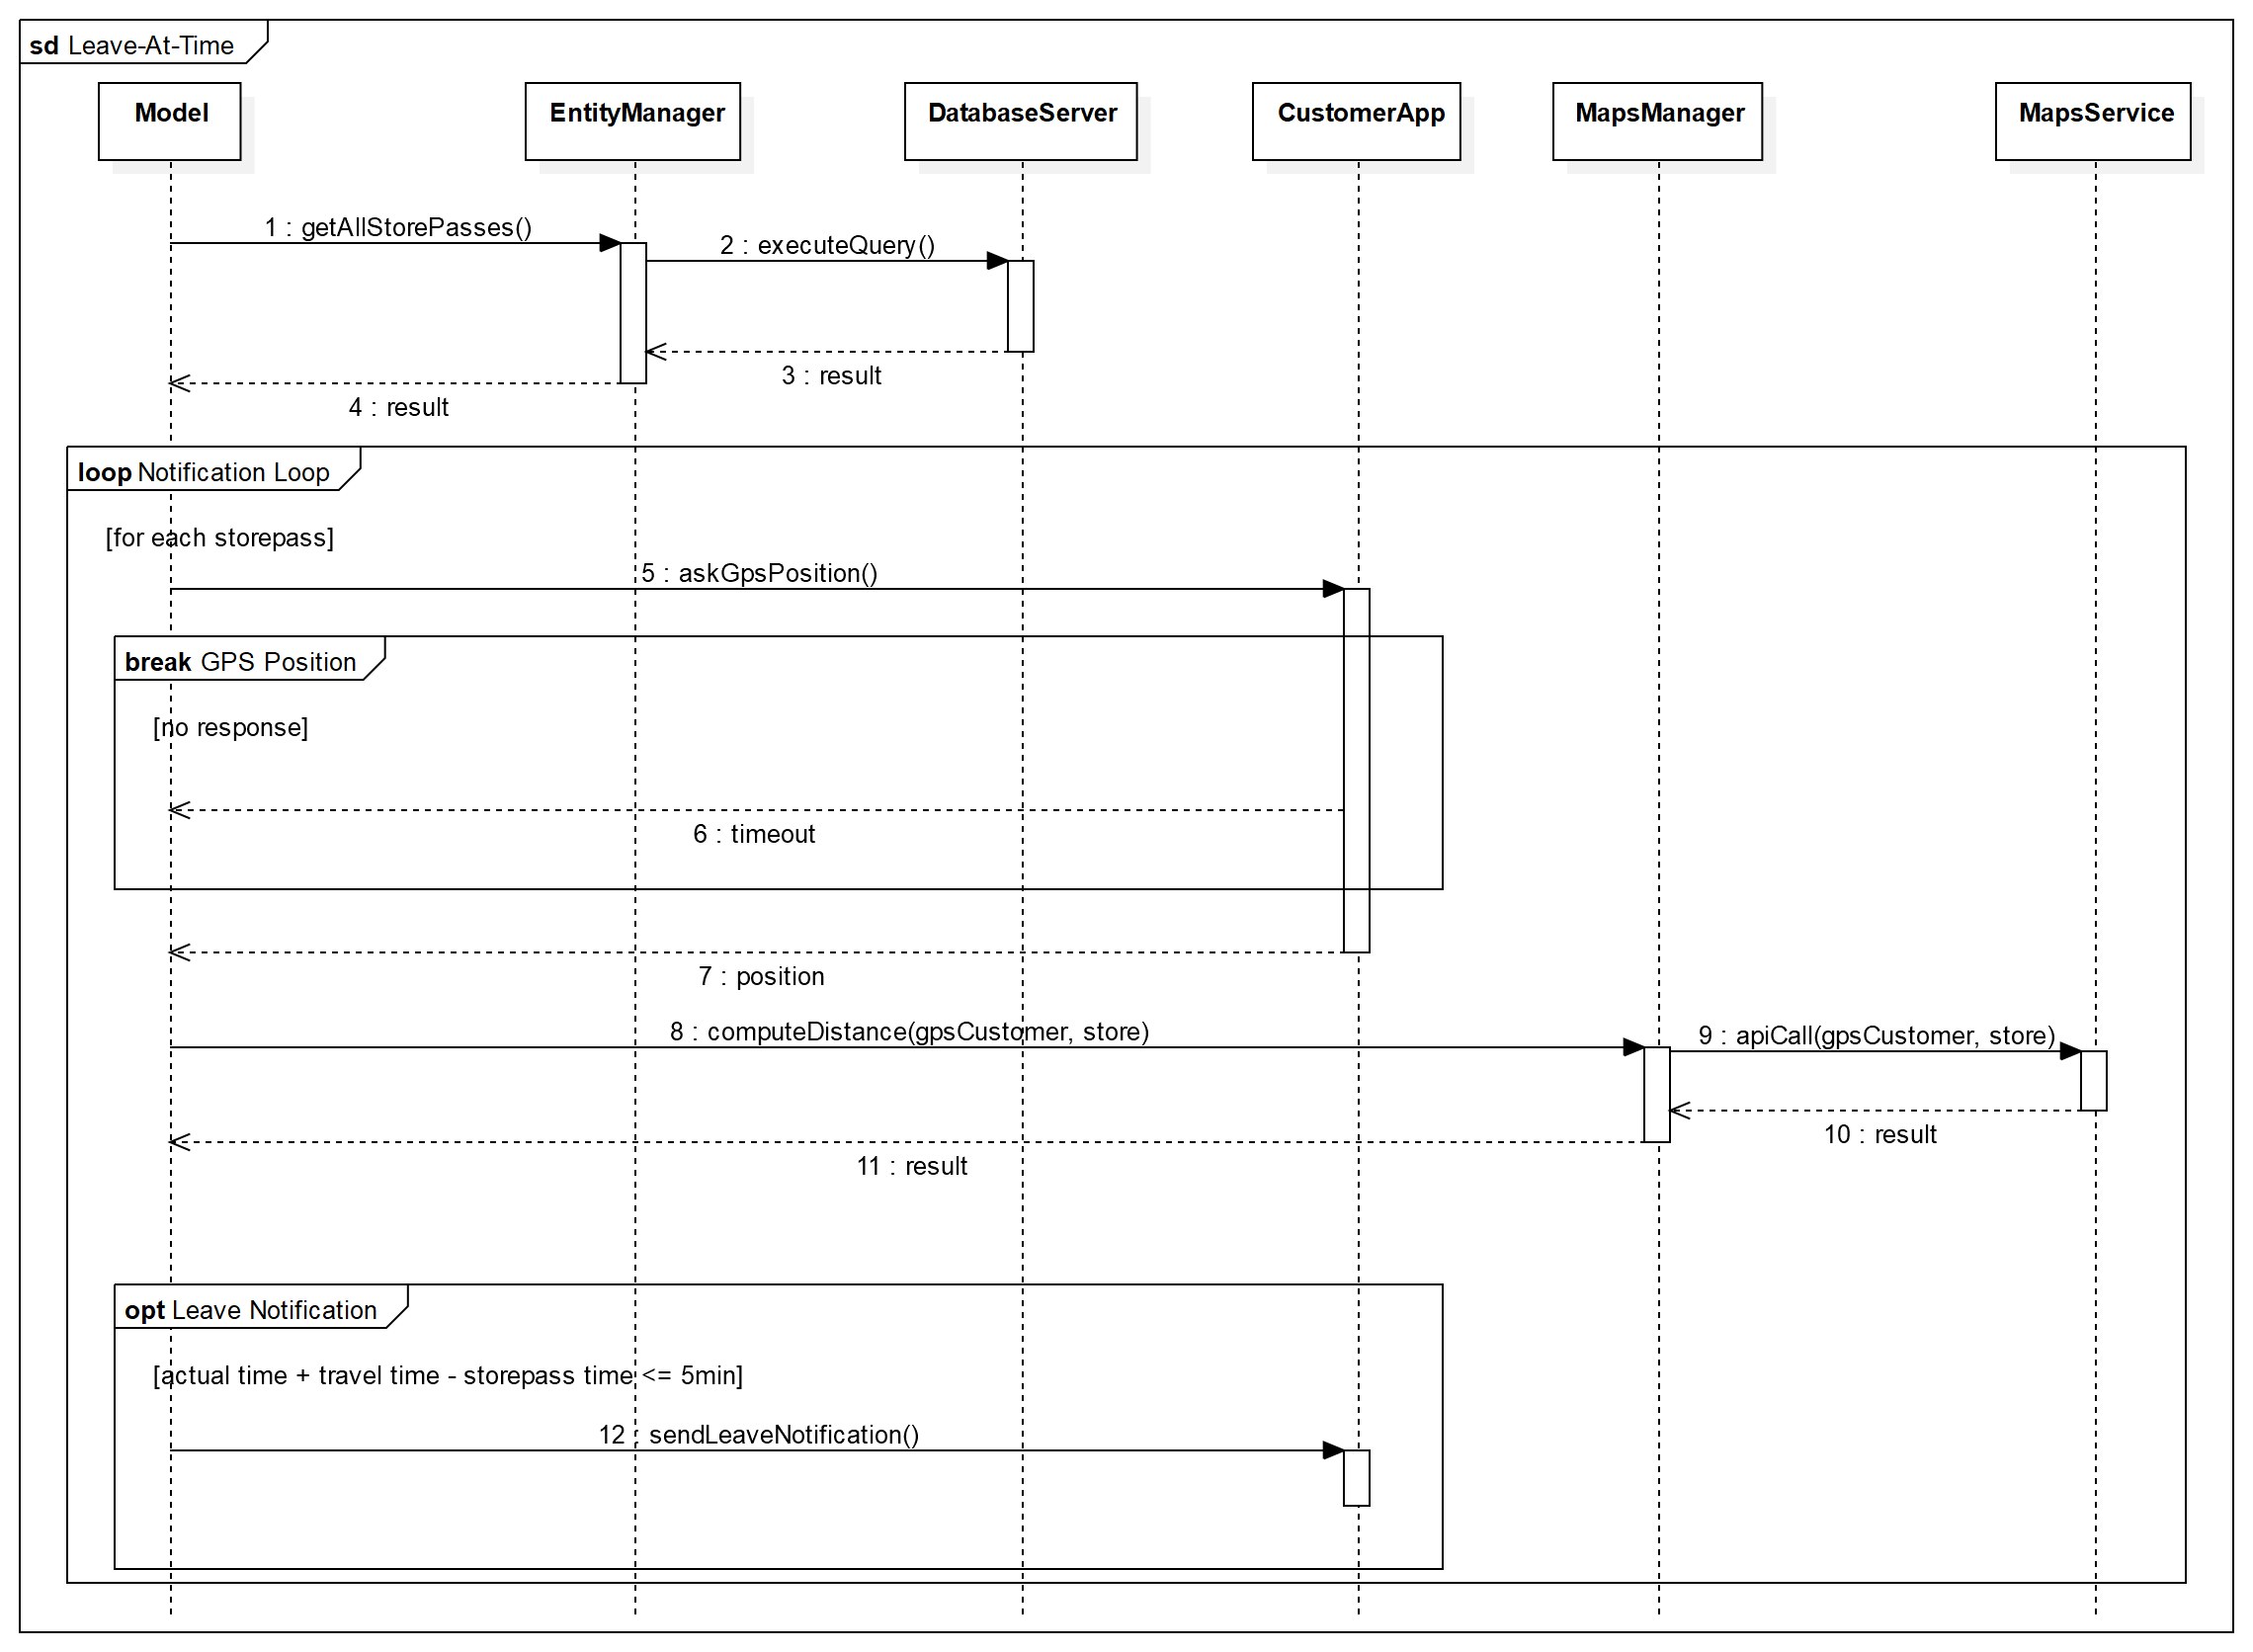 sd Leave-At-Time
Model
EntityManager
DatabaseServer
CustomerApp
MapsManager
MapsService
1 : getAllStorePasses()
2 : executeQuery()
3 : result
4 : result
loop Notification Loop
[for each storepass]
5 : askGpsPosition()
break GPS Position
[no response]
6 : timeout
7 : position
8 : computeDistance(gpsCustomer, store)
9 : apiCall(gpsCustomer, store)
10 : result
11 : result
opt Leave Notification
[actual time + travel time - storepass time <= 5min]
12 : sendLeaveNotification()